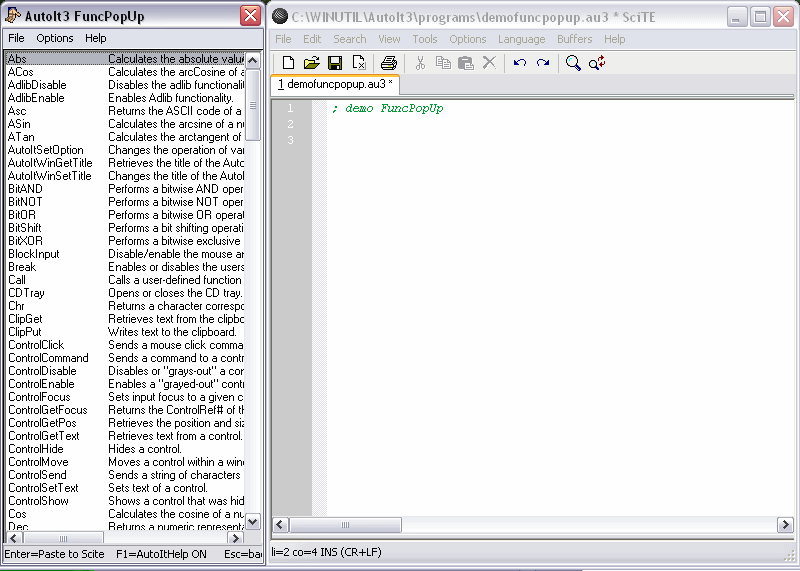 AutoIt3 FuncPopUp
File Options Help
Abs Calculates the absolute valu
ACos Calculates the arcCosine of a
AdlibDisable Disables the adlib functionalit
AdlibEnable Enables Adlib functionality.
Asc Returns the ASCII code of a
ASin Calculates the arcsine of a nu
ATan Calculates the arctangent of
AutoItSetOption Changes the operation of var
AutoItWinGetTitle Retrieves the title of the Auto
AutoItWinSetTitle Changes the title of the AutoI
BitAND Performs a bitwise AND oper
BitNOT Performs a bitwise NOT oper
BitOR Performs a bitwise OR operat
BitShift Performs a bit shifting operati
BitXOR Performs a bitwise exclusive
BlockInput Disable/enable the mouse an
Break Enables or disables the users
Call Calls a user-defined function
CDTray Opens or closes the CD tray.
Chr Returns a character correspo
ClipGet Retrieves text from the clipbo
ClipPut Writes text to the clipboard.
ControlClick Sends a mouse click comma
ControlCommand Sends a command to a contr
ControlDisable Disables or "grays-out" a con
ControlEnable Enables a "grayed-out" contr
ControlFocus Sets input focus to a given c
ControlGetFocus Returns the ControlRef# of th
ControlGetPos Retrieves the position and siz
ControlGetText Retrieves text from a control.
ControlHide Hides a control.
ControlMove Moves a control within a wind
ControlSend Sends a string of characters
ControlSetText Sets text of a control.
ControlShow Shows a control that was hid
Cos Calculates the cosine of a nu
Dec Returns a numeric representa
Enter=Paste to Scite F1=AutoItHelp ON Esc=ba
C:\WINUTIL\AutoIt3\programs\demofuncpopup.au3 * SciTE
File Edit Search View Tools Options Language Buffers Help
1 demofuncpopup.au3 *
1 ; demo FuncPopUp
2
3
li=2 co=4 INS (CR+LF)